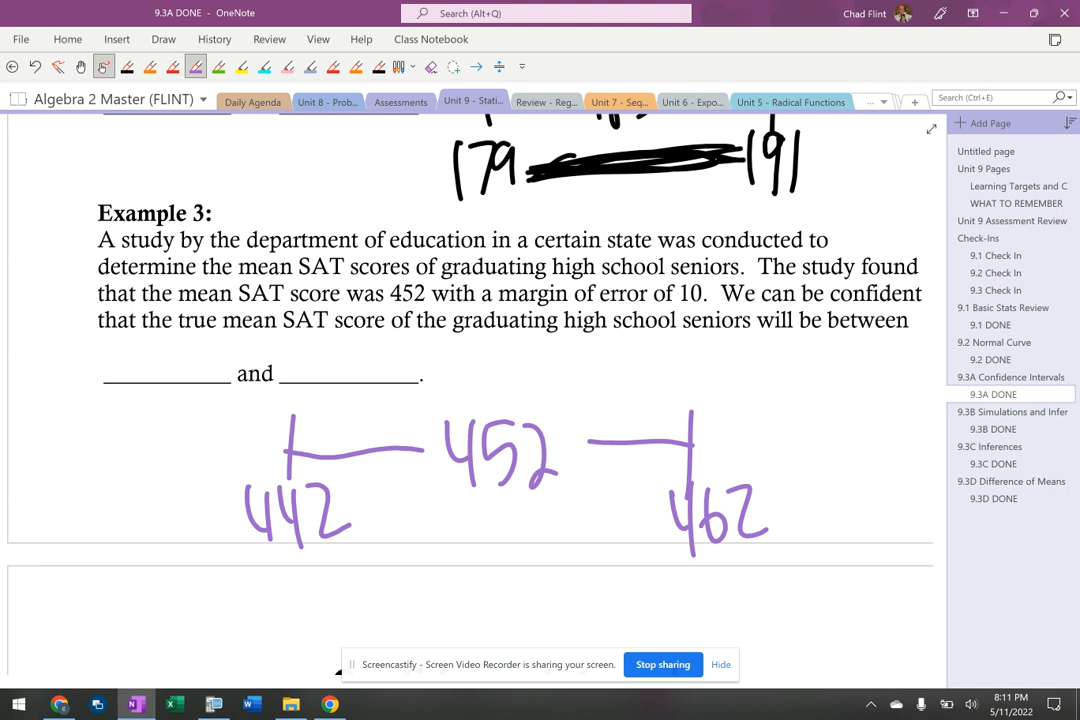 9.3A DONE - OneNote
Search (Alt+Q)
Chad Flint
File Home Insert Draw History Review View Help Class Notebook
Algebra 2 Master (FLINT)
Daily Agenda
Unit 8 - Prob...
Assessments
Unit 9 - Stati...
Review - Reg...
Unit 7 - Seq...
Unit 6 - Expo...
Unit 5 - Radical Functions
...
Search (Ctrl+E)
179 191
Example 3:
A study by the department of education in a certain state was conducted to
determine the mean SAT scores of graduating high school seniors. The study found
that the mean SAT score was 452 with a margin of error of 10. We can be confident
that the true mean SAT score of the graduating high school seniors will be between
____________ and _____________.
452
442 462
Add Page
Untitled page
Unit 9 Pages
Learning Targets and C
WHAT TO REMEMBER
Unit 9 Assessment Review
Check-Ins
9.1 Check In
9.2 Check In
9.3 Check In
9.1 Basic Stats Review
9.1 DONE
9.2 Normal Curve
9.2 DONE
9.3A Confidence Intervals
9.3A DONE
9.3B Simulations and Infer
9.3B DONE
9.3C Inferences
9.3C DONE
9.3D Difference of Means
9.3D DONE
Screencastify - Screen Video Recorder is sharing your screen.
Stop sharing
Hide
8:11 PM
5/11/2022